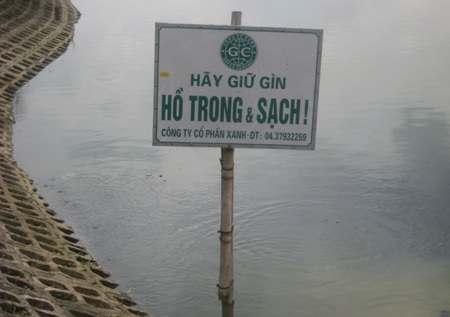 GC
HÃY GIỮ GÌN
HỒ TRONG & SẠCH!
CÔNG TY CỔ PHẦN XANH-ĐT: 04.37932259